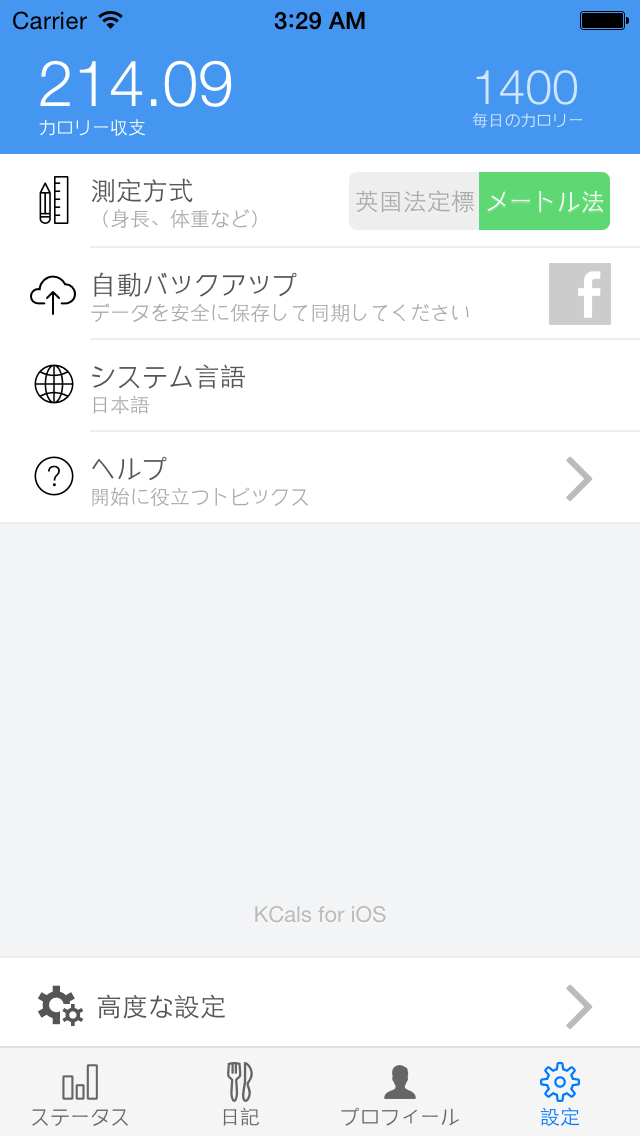 Carrier 3:29 AM
214.09
カロリー収支
1400
毎日のカロリー
測定方式
（身長、体重など）
英国法定標 メートル法
自動バックアップ
データを安全に保存して同期してください
システム言語
日本語
ヘルプ
開始に役立つトピックス
KCals for iOS
高度な設定
ステータス 日記 プロフィール 設定